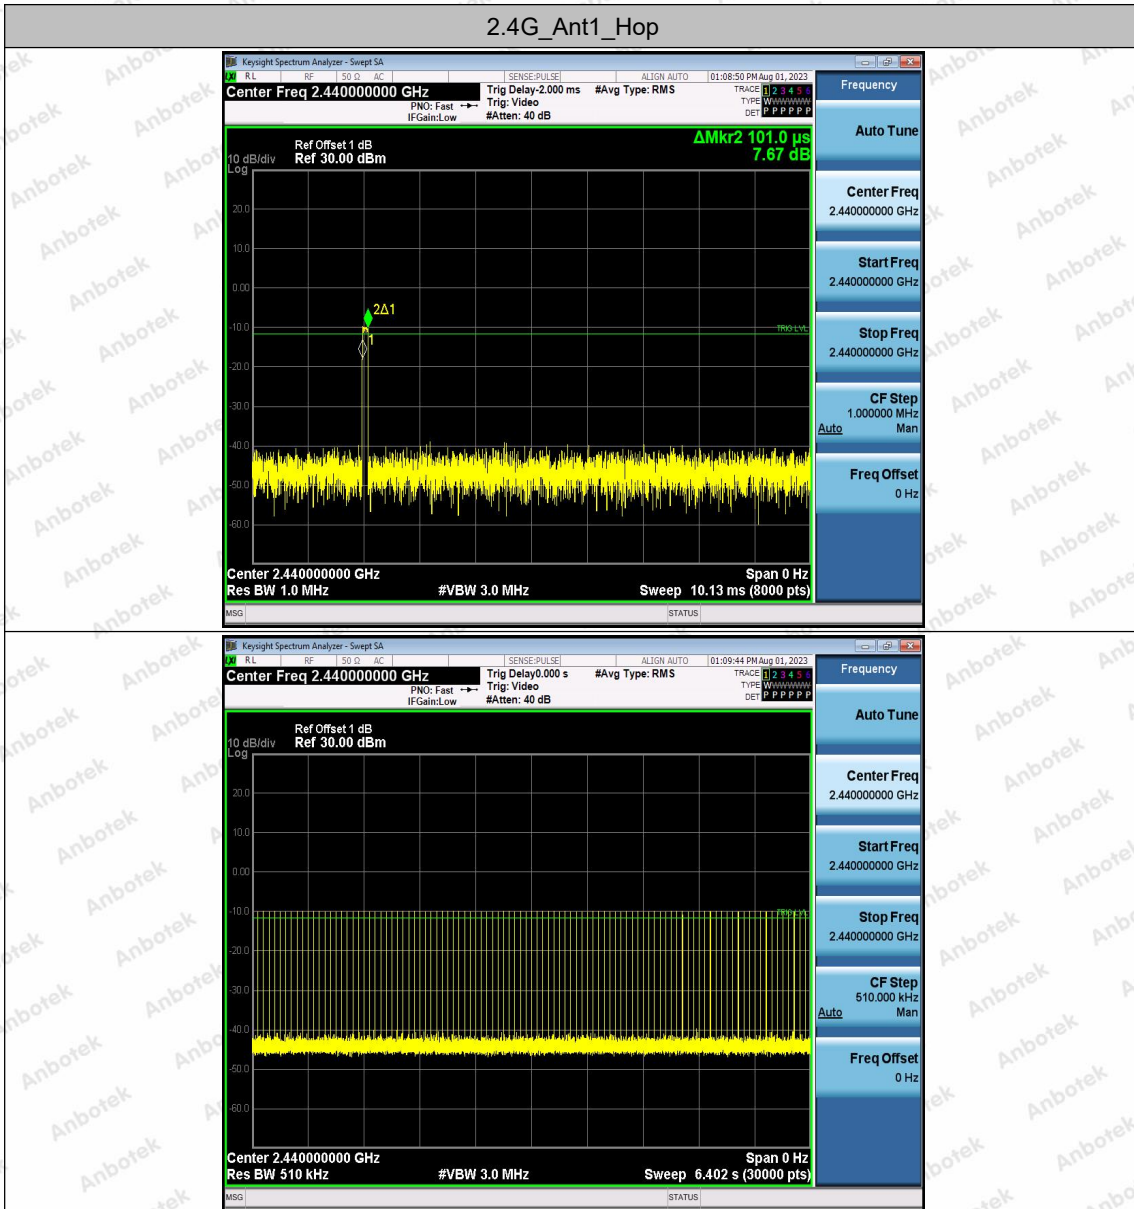 2.4G_Ant1_Hop
Keysight Spectrum Analyzer - Swept SA
LXI RL RF 50 Ω AC SENSE:PULSE ALIGN AUTO 01:08:50 PM Aug 01, 2023
Center Freq 2.440000000 GHz
PNO: Fast
IFGain:Low
Trig Delay-2.000 ms
Trig: Video
#Atten: 40 dB
#Avg Type: RMS
TRACE 1 2 3 4 5 6
TYPE WWWWWW
DET P P P P P P
ΔMkr2 101.0 µs
7.67 dB
Ref Offset 1 dB
10 dB/div Ref 30.00 dBm
Log
20.0
10.0
0.00
-10.0
-20.0
-30.0
-40.0
-50.0
-60.0
2Δ1
1
TRIG LVL
Center 2.440000000 GHz Span 0 Hz
Res BW 1.0 MHz #VBW 3.0 MHz Sweep 10.13 ms (8000 pts)
MSG STATUS
Frequency
Auto Tune
Center Freq
2.440000000 GHz
Start Freq
2.440000000 GHz
Stop Freq
2.440000000 GHz
CF Step
1.000000 MHz
Auto Man
Freq Offset
0 Hz
Keysight Spectrum Analyzer - Swept SA
LXI RL RF 50 Ω AC SENSE:PULSE ALIGN AUTO 01:09:44 PM Aug 01, 2023
Center Freq 2.440000000 GHz
PNO: Fast
IFGain:Low
Trig Delay0.000 s
Trig: Video
#Atten: 40 dB
#Avg Type: RMS
TRACE 1 2 3 4 5 6
TYPE WWWWWW
DET P P P P P P
Ref Offset 1 dB
10 dB/div Ref 30.00 dBm
Log
20.0
10.0
0.00
-10.0
-20.0
-30.0
-40.0
-50.0
-60.0
TRIG LVL
Center 2.440000000 GHz Span 0 Hz
Res BW 510 kHz #VBW 3.0 MHz Sweep 6.402 s (30000 pts)
MSG STATUS
Frequency
Auto Tune
Center Freq
2.440000000 GHz
Start Freq
2.440000000 GHz
Stop Freq
2.440000000 GHz
CF Step
510.000 kHz
Auto Man
Freq Offset
0 Hz
Anbotek